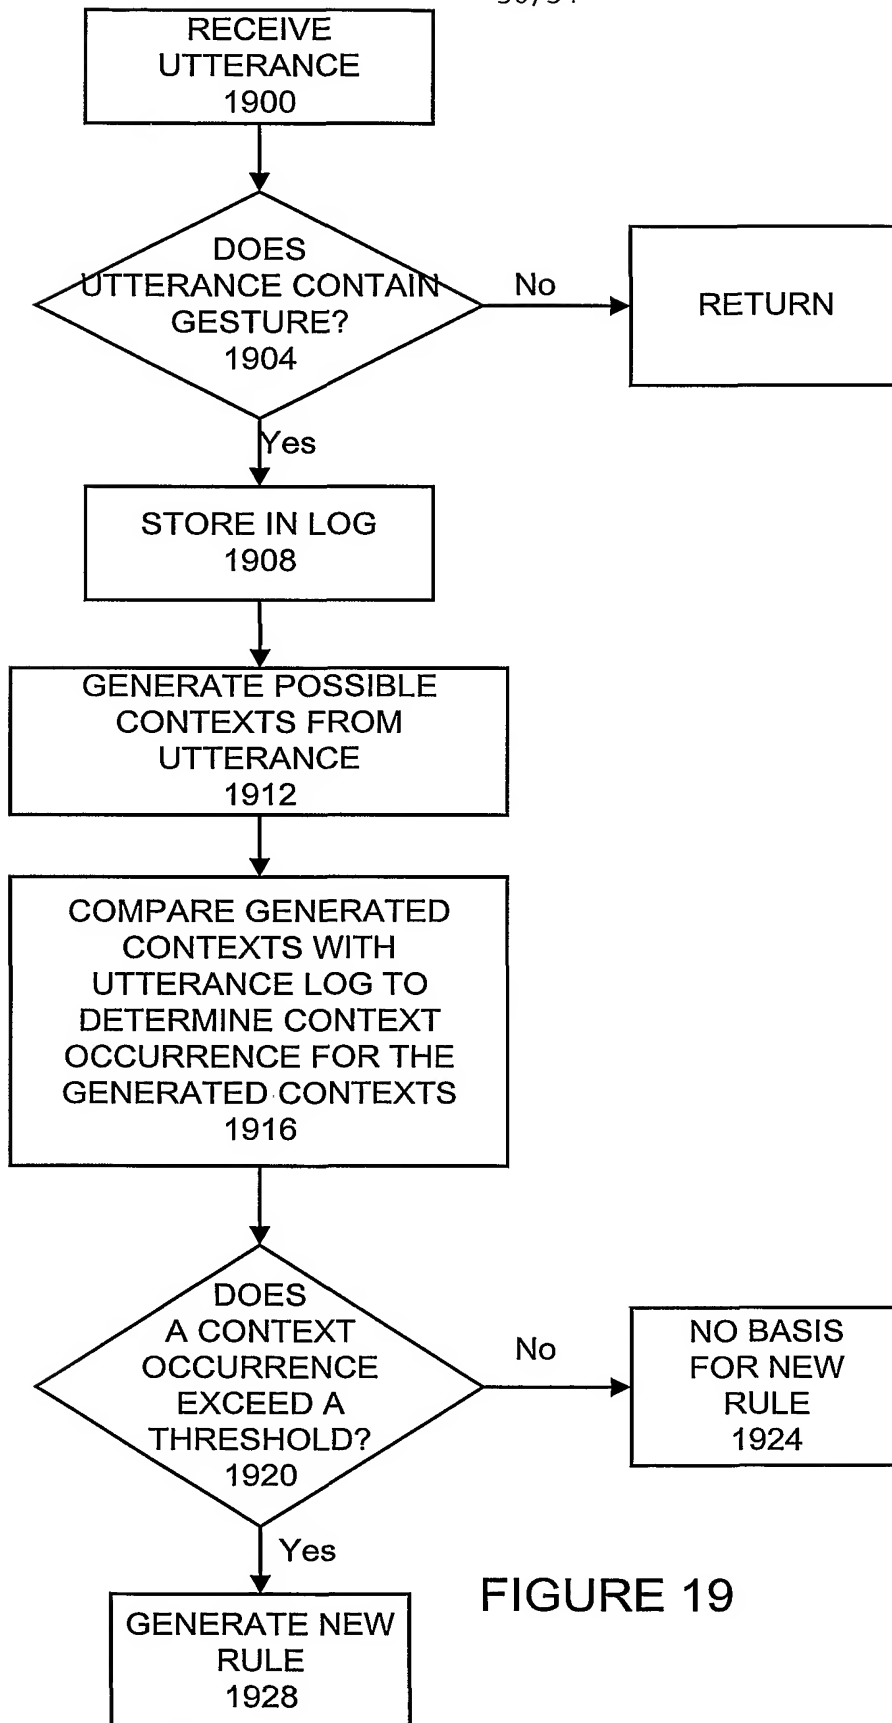 RECEIVE
UTTERANCE
1900
DOES
UTTERANCE CONTAIN
GESTURE?
1904
No
RETURN
Yes
STORE IN LOG
1908
GENERATE POSSIBLE
CONTEXTS FROM
UTTERANCE
1912
COMPARE GENERATED
CONTEXTS WITH
UTTERANCE LOG TO
DETERMINE CONTEXT
OCCURRENCE FOR THE
GENERATED CONTEXTS
1916
DOES
A CONTEXT
OCCURRENCE
EXCEED A
THRESHOLD?
1920
No
NO BASIS
FOR NEW
RULE
1924
Yes
FIGURE 19
GENERATE NEW
RULE
1928